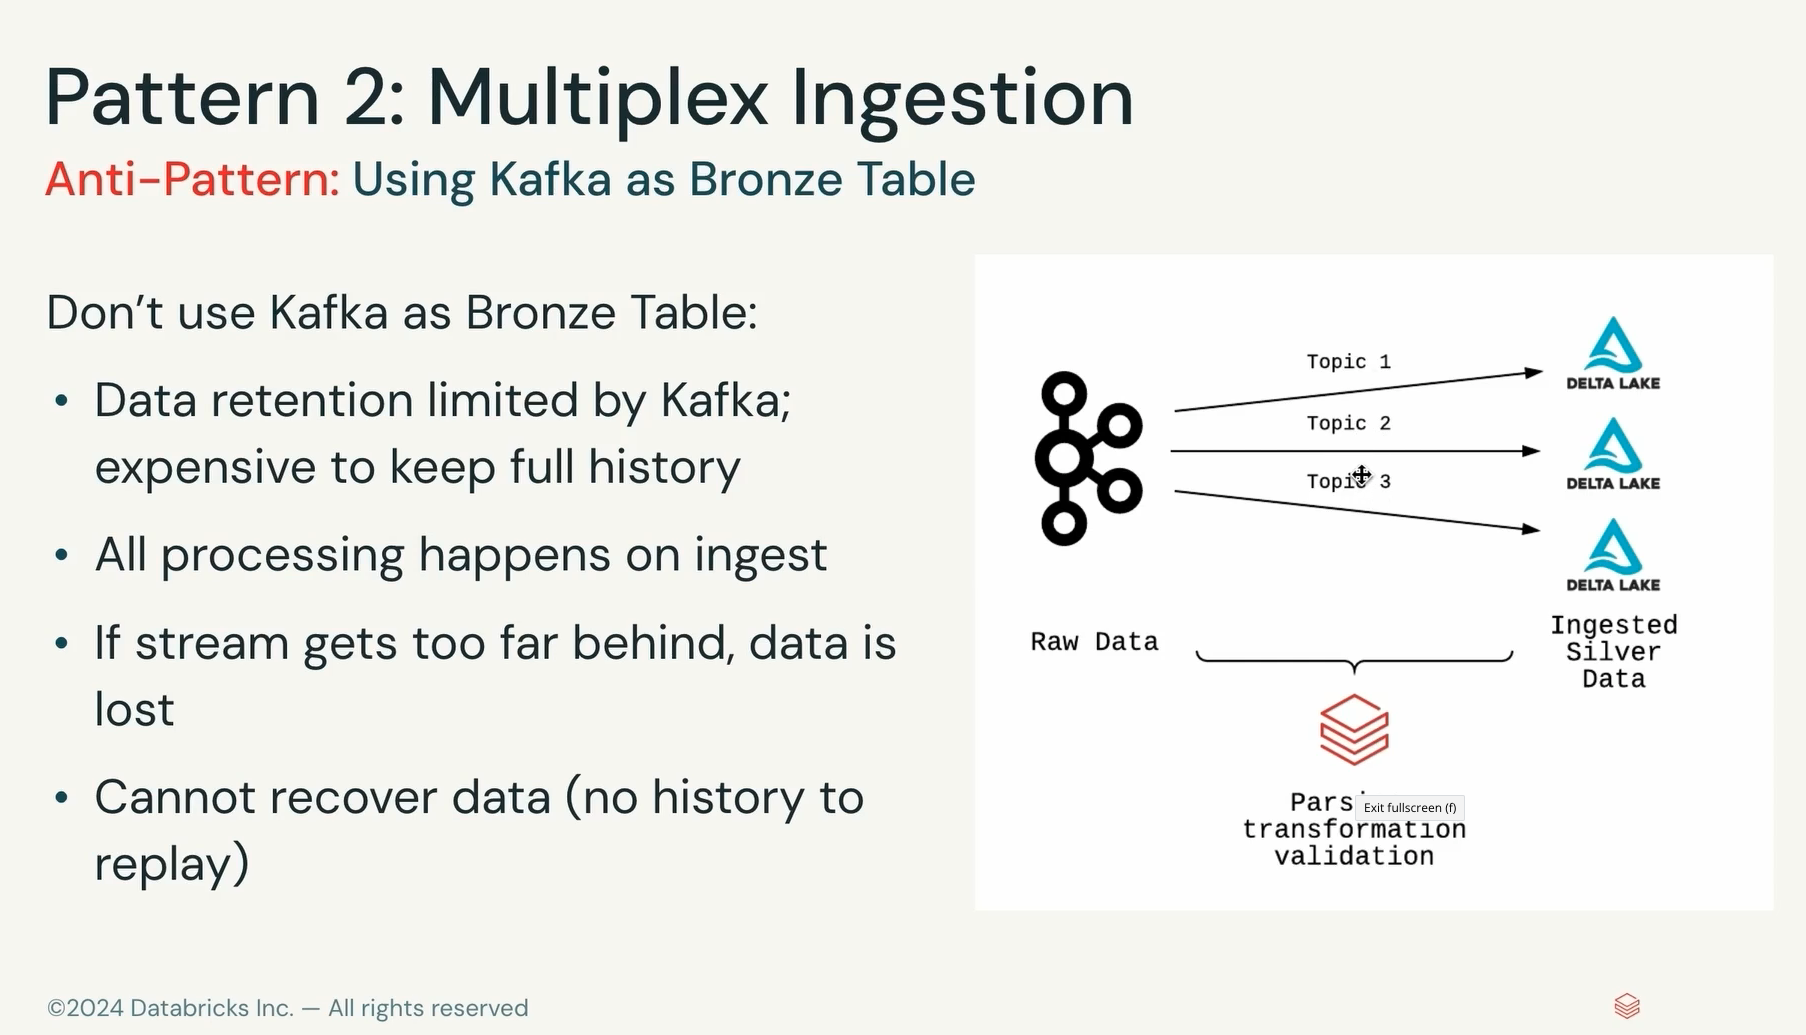 Pattern 2: Multiplex Ingestion
Anti-Pattern: Using Kafka as Bronze Table
Don't use Kafka as Bronze Table:
• Data retention limited by Kafka;
expensive to keep full history
• All processing happens on ingest
• If stream gets too far behind, data is
lost
• Cannot recover data (no history to
replay)
Topic 1
Topic 2
Topic 3
DELTA LAKE
DELTA LAKE
DELTA LAKE
Raw Data
Ingested
Silver
Data
Exit fullscreen (f)
transformation
validation
©2024 Databricks Inc. — All rights reserved